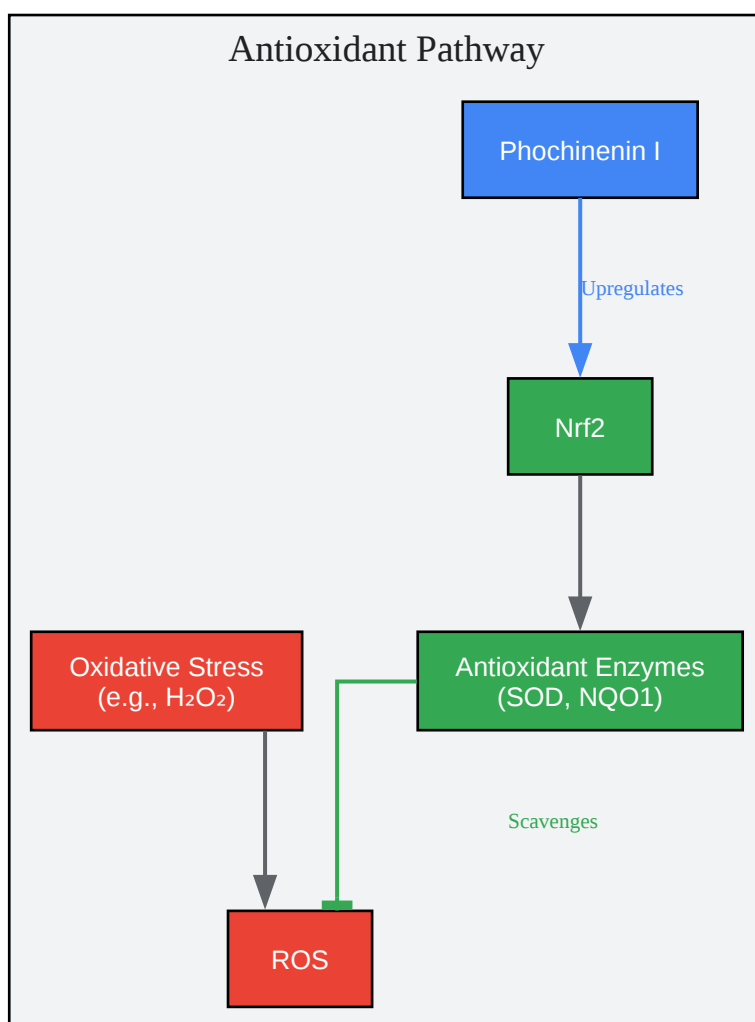 Antioxidant Pathway
Phochinenin I
Upregulates
Nrf2
Oxidative Stress
(e.g., H₂O₂)
Antioxidant Enzymes
(SOD, NQO1)
Scavenges
ROS